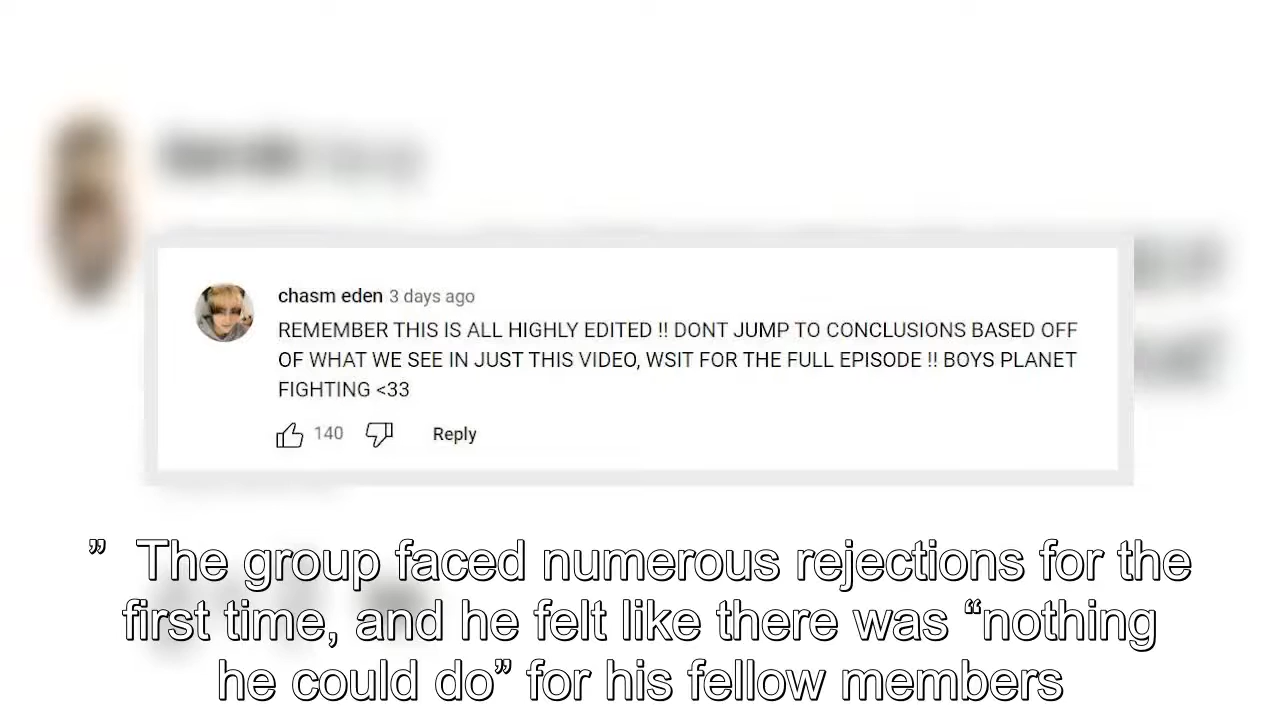 chasm eden 3 days ago
REMEMBER THIS IS ALL HIGHLY EDITED !! DONT JUMP TO CONCLUSIONS BASED OFF
OF WHAT WE SEE IN JUST THIS VIDEO, WSIT FOR THE FULL EPISODE !! BOYS PLANET
FIGHTING <33
140 Reply
” The group faced numerous rejections for the
first time, and he felt like there was “nothing
he could do” for his fellow members